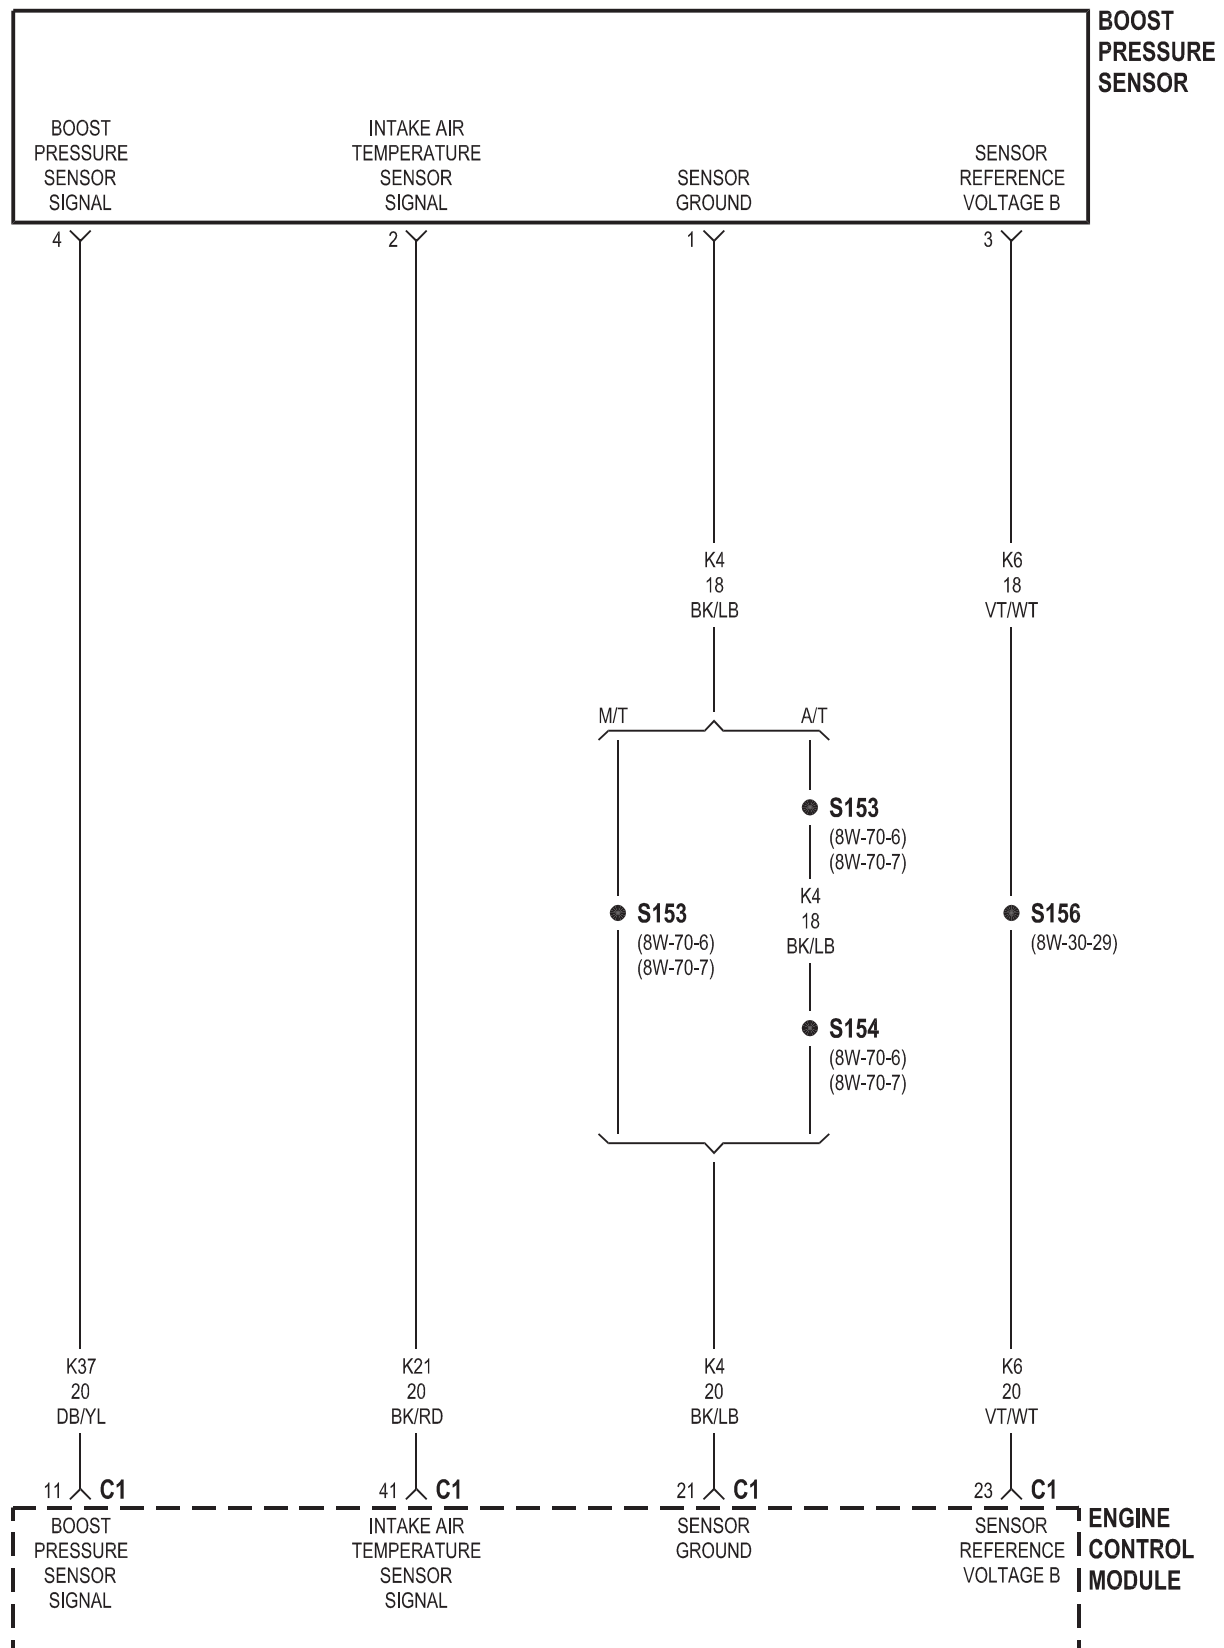 BOOST
PRESSURE
SENSOR
BOOST
PRESSURE
SENSOR
SIGNAL
INTAKE AIR
TEMPERATURE
SENSOR
SIGNAL
SENSOR
GROUND
SENSOR
REFERENCE
VOLTAGE B
4
2
1
3
K4
18
BK/LB
K6
18
VT/WT
M/T
A/T
S153
(8W-70-6)
(8W-70-7)
K4
18
BK/LB
S153
(8W-70-6)
(8W-70-7)
S156
(8W-30-29)
S154
(8W-70-6)
(8W-70-7)
K37
20
DB/YL
K21
20
BK/RD
K4
20
BK/LB
K6
20
VT/WT
11 C1
41 C1
21 C1
23 C1
BOOST
PRESSURE
SENSOR
SIGNAL
INTAKE AIR
TEMPERATURE
SENSOR
SIGNAL
SENSOR
GROUND
SENSOR
REFERENCE
VOLTAGE B
ENGINE
CONTROL
MODULE